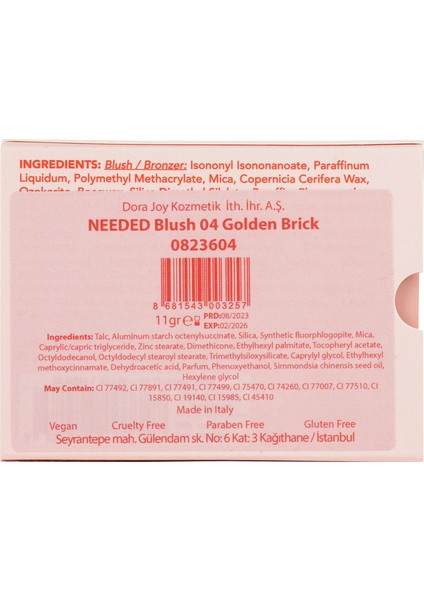 INGREDIENTS: Blush / Bronzer: Isononyl Isononanoate, Paraffinum
Liquidum, Polymethyl Methacrylate, Mica, Copernicia Cerifera Wax,
Dora Joy Kozmetik İth. İhr. A.Ş.
NEEDED Blush 04 Golden Brick
0823604
8 681543 003257
11gr e PRD:08/2023
EXP:02/2026
Ingredients: Talc, Aluminum starch octenylsuccinate, Silica, Synthetic fluorphlogopite, Mica,
Caprylic/capric triglyceride, Zinc stearate, Dimethicone, Ethylhexyl palmitate, Tocopheryl acetate,
Octyldodecanol, Octyldodecyl stearoyl stearate, Trimethylsiloxysilicate, Caprylyl glycol, Ethylhexyl
methoxycinnamate, Dehydroacetic acid, Parfum, Phenoxyethanol, Simmondsia chinensis seed oil,
Hexylene glycol
May Contain: CI 77492, CI 77891, CI 77491, CI 77499, CI 75470, CI 74260, CI 77007, CI 77510, CI
15850, CI 19140, CI 15985, CI 45410
Made in Italy
Vegan Cruelty Free Paraben Free Gluten Free
Seyrantepe mah. Gülendam sk. No: 6 Kat: 3 Kağıthane / İstanbul